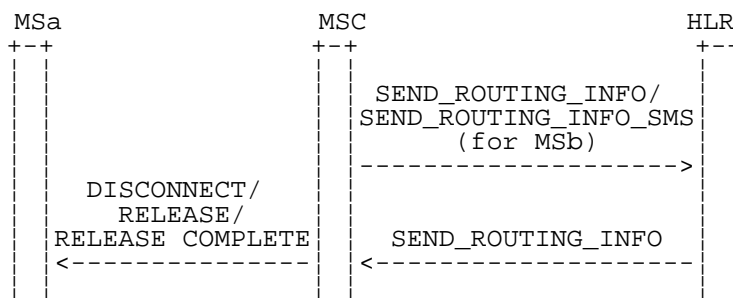 MSa MSC HLR
SEND_ROUTING_INFO/
SEND_ROUTING_INFO_SMS
(for MSb)
DISCONNECT/
RELEASE/
RELEASE COMPLETE SEND_ROUTING_INFO